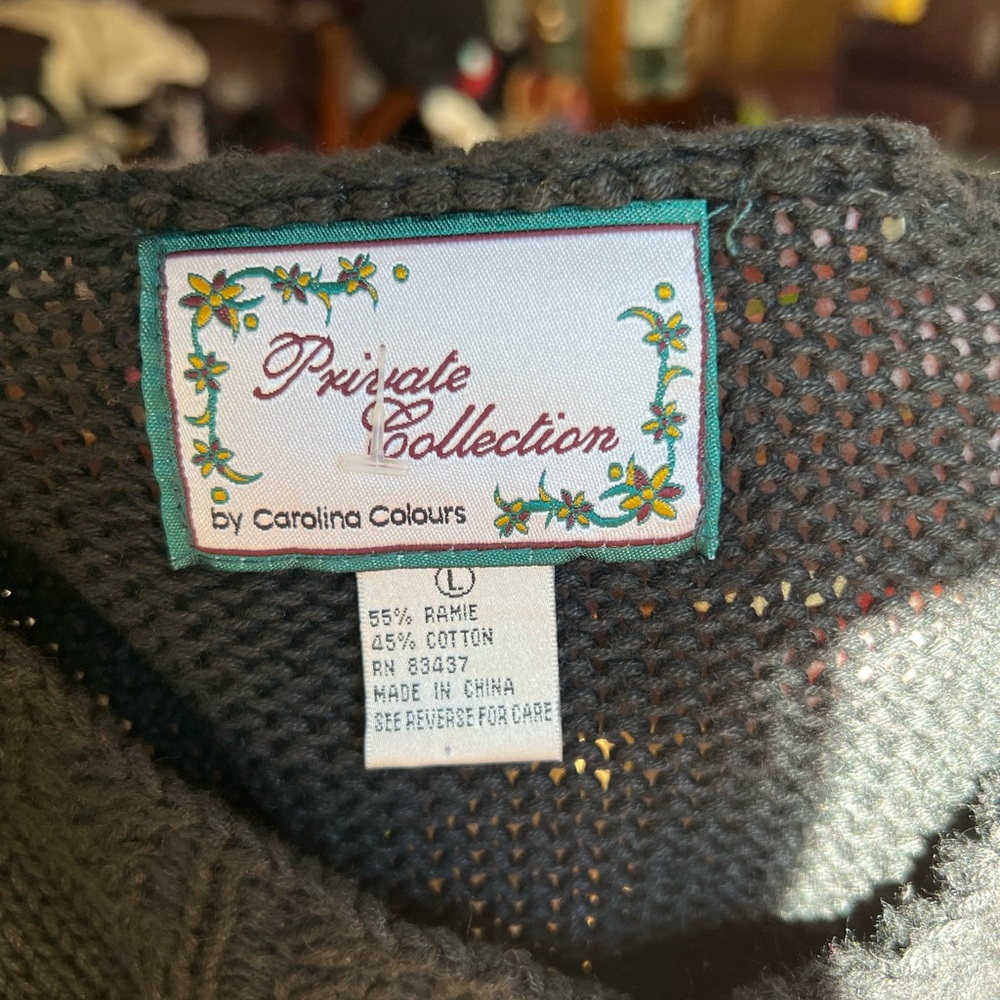 Private
Collection
by Carolina Colours
L
55% RAMIE
45% COTTON
RN 83437
MADE IN CHINA
SEE REVERSE FOR CARE